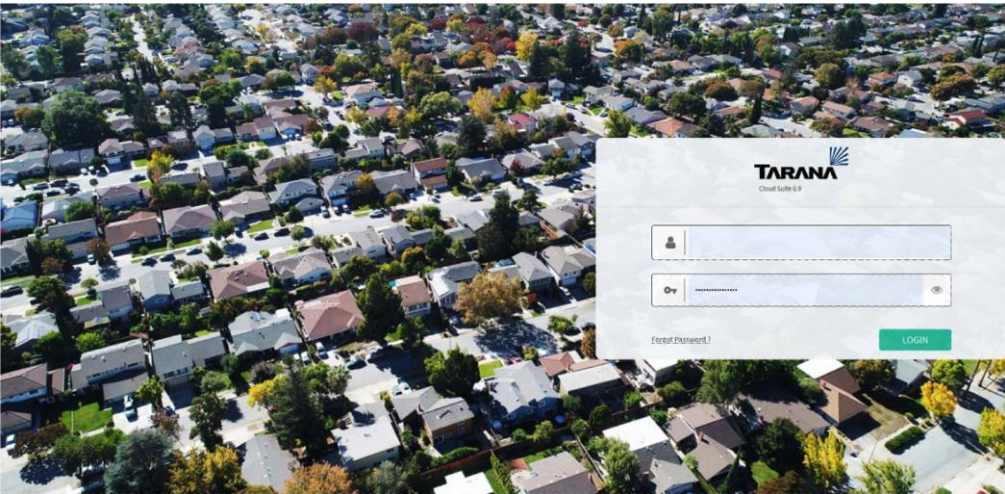 TARANA
Cloud Suite 0.9
••••••••••••••••
Forgot Password ?
LOGIN